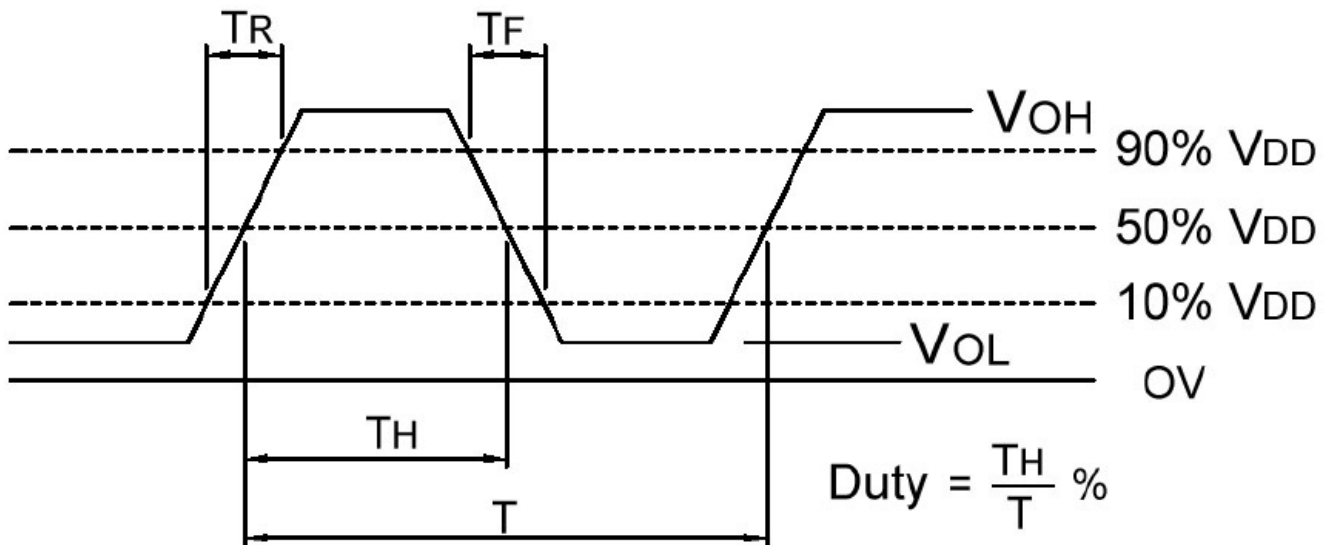 TR
TF
VOH
90% VDD
50% VDD
10% VDD
VOL
OV
TH
Duty = TH/T %
T